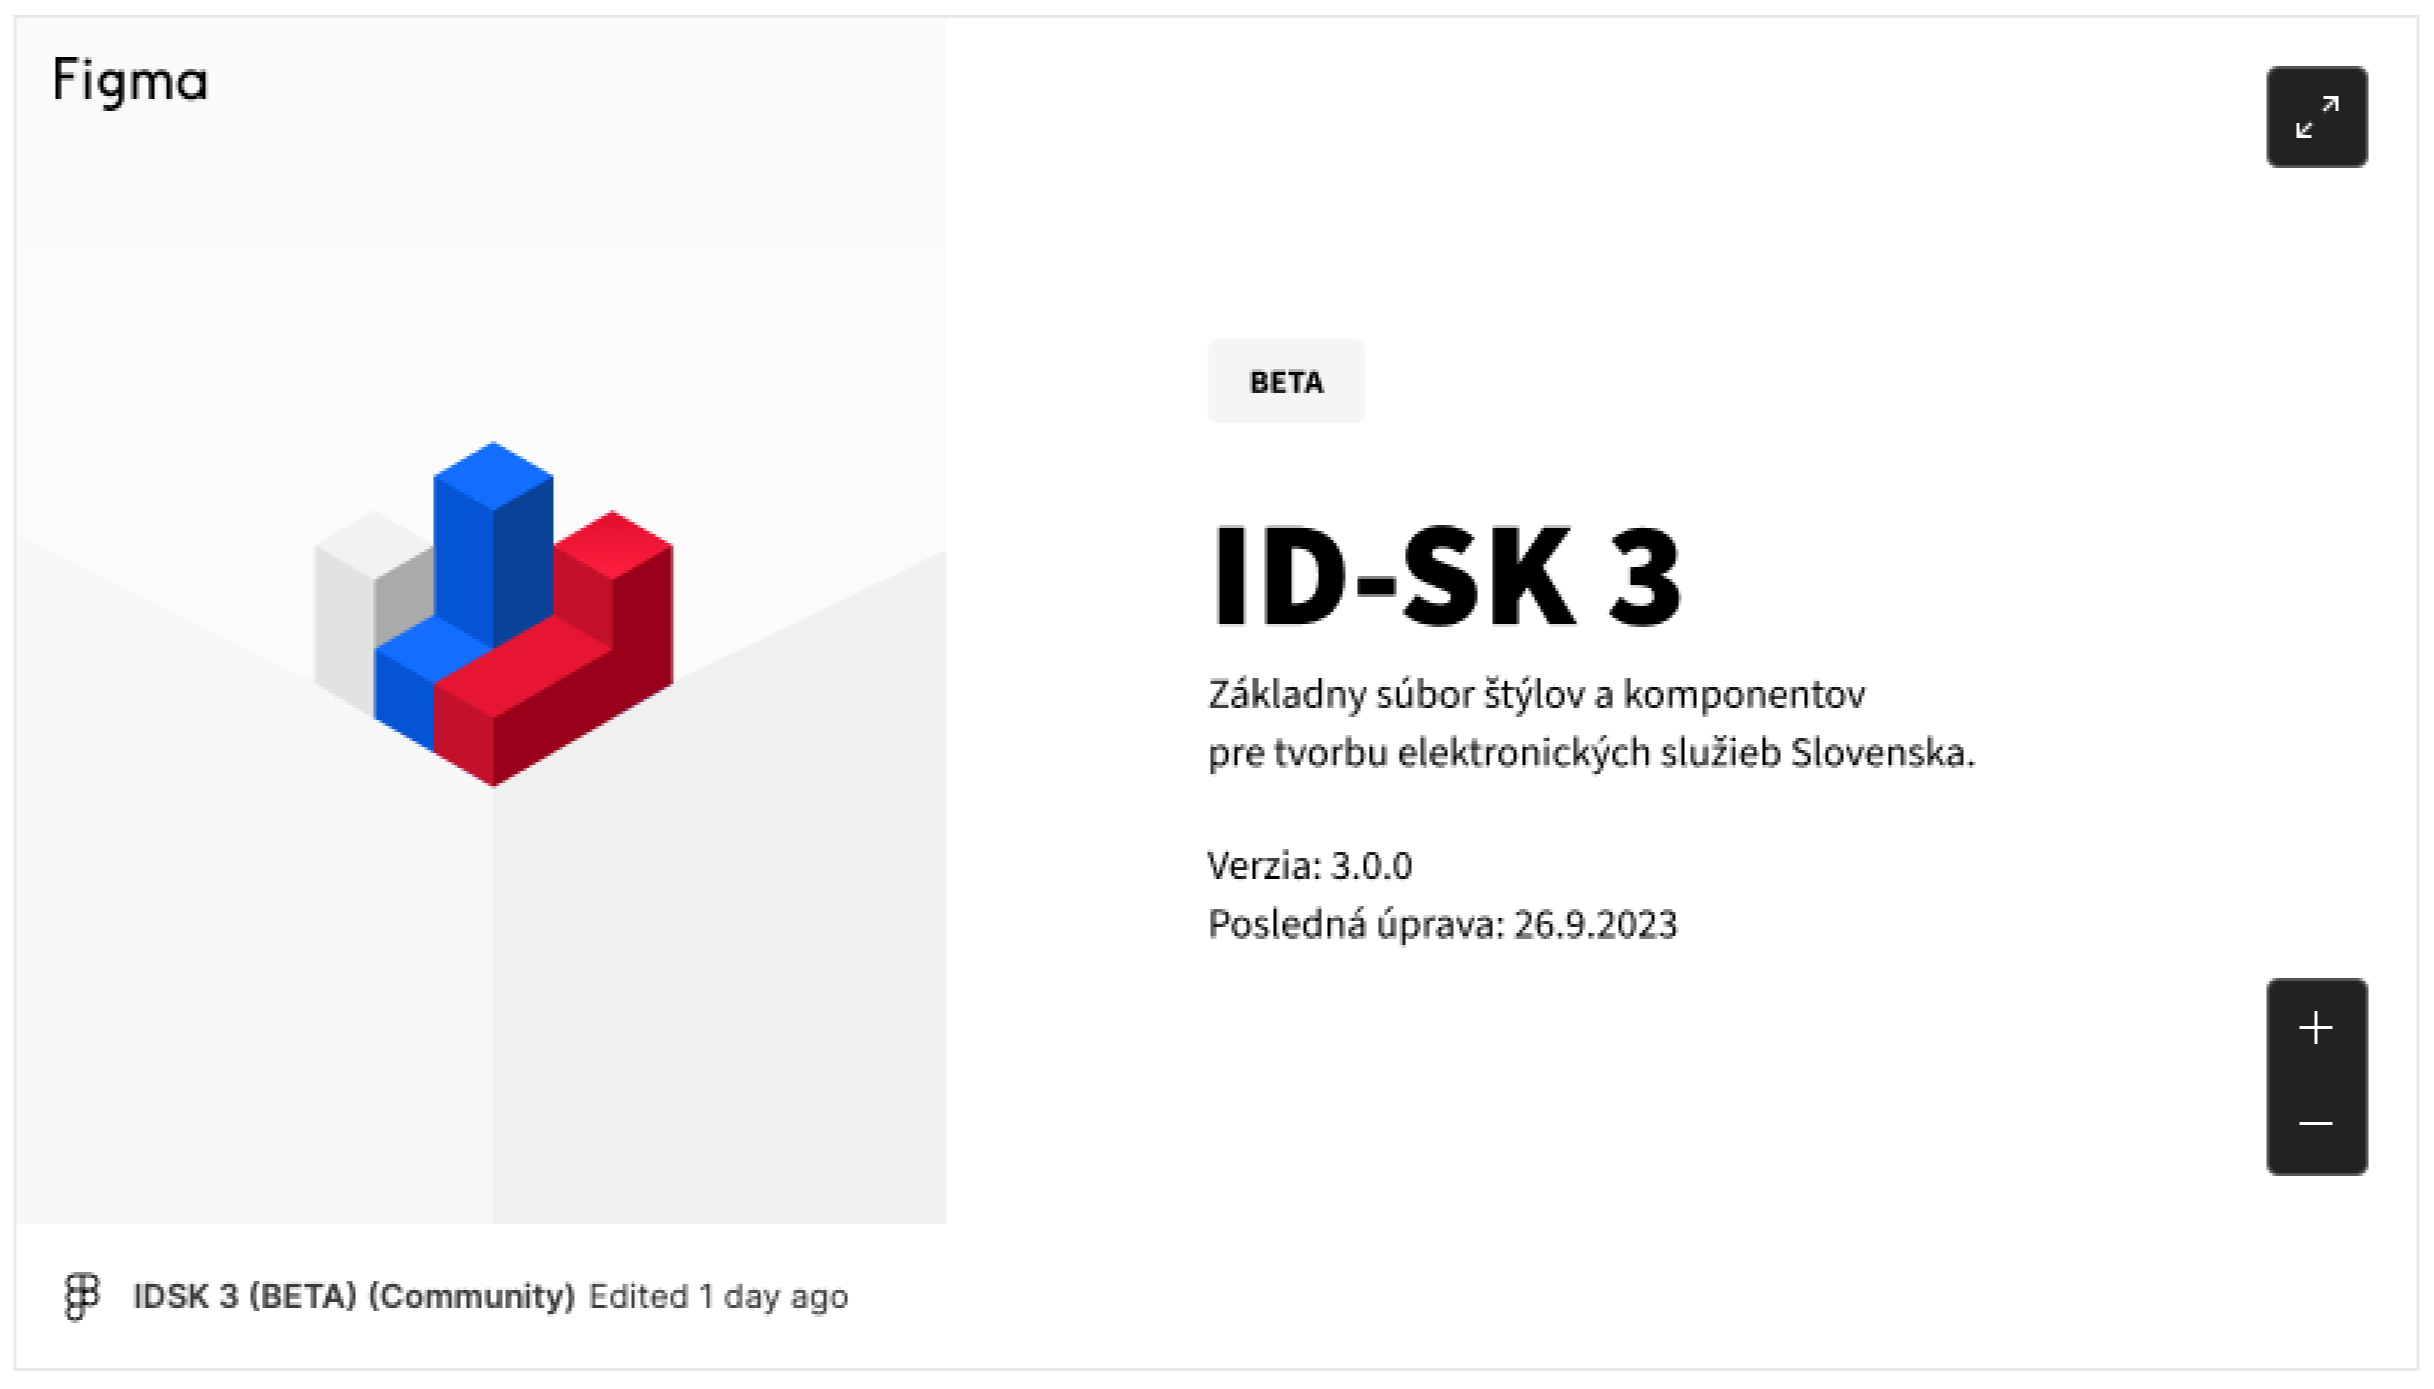 Figma
BETA
ID-SK 3
Základny súbor štýlov a komponentov
pre tvorbu elektronických služieb Slovenska.
Verzia: 3.0.0
Posledná úprava: 26.9.2023
IDSK 3 (BETA) (Community) Edited 1 day ago